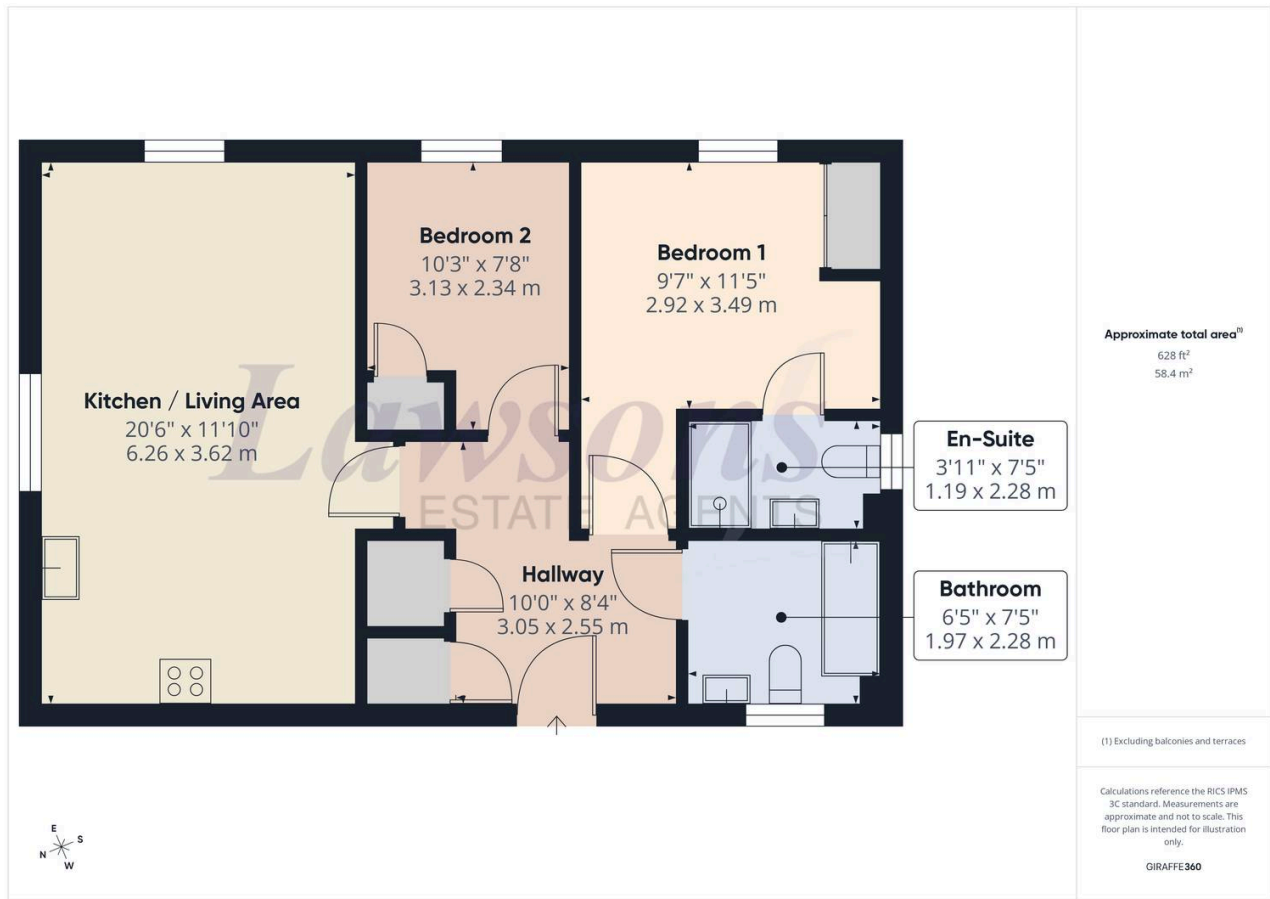 Bedroom 2
10'3" x 7'8"
3.13 x 2.34 m
Bedroom 1
9'7" x 11'5"
2.92 x 3.49 m
Kitchen / Living Area
20'6" x 11'10"
6.26 x 3.62 m
Lawsons
ESTATE AGENTS
En-Suite
3'11" x 7'5"
1.19 x 2.28 m
Hallway
10'0" x 8'4"
3.05 x 2.55 m
Bathroom
6'5" x 7'5"
1.97 x 2.28 m
E
S
N
W
Approximate total area(1)
628 ft²
58.4 m²
(1) Excluding balconies and terraces
Calculations reference the RICS IPMS
3C standard. Measurements are
approximate and not to scale. This
floor plan is intended for illustration
only.
GIRAFFE360